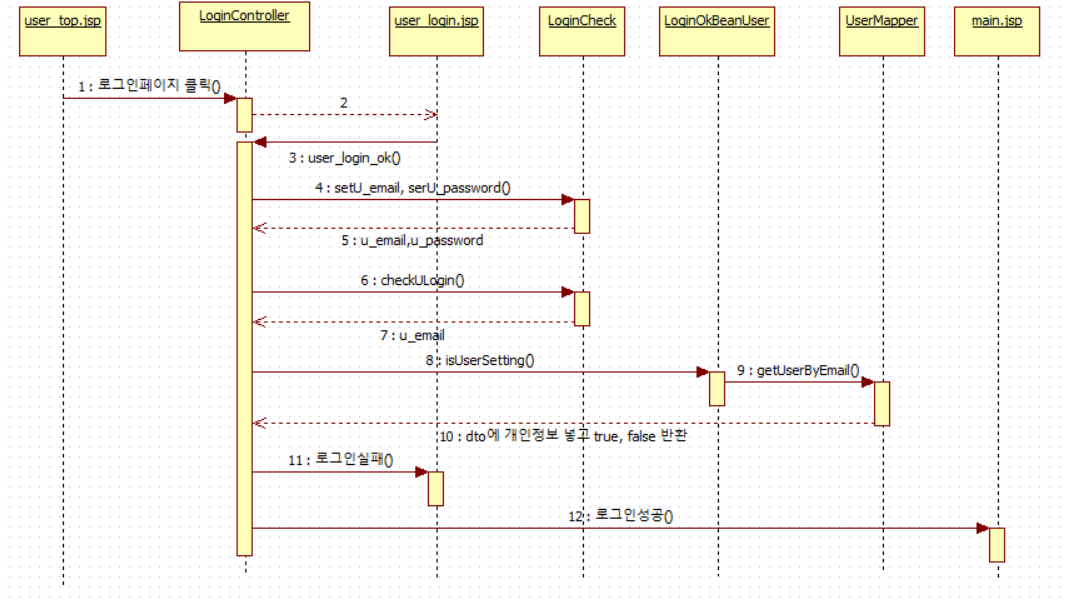 user_top.jsp
LoginController
user_login.jsp
LoginCheck
LoginOkBeanUser
UserMapper
main.jsp
1 : 로그인페이지 클릭()
2
3 : user_login_ok()
4 : setU_email, serU_password()
5 : u_email,u_password
6 : checkULogin()
7 : u_email
8 : isUserSetting()
9 : getUserByEmail()
10 : dto에 개인정보 넣고 true, false 반환
11 : 로그인실패()
12 : 로그인성공()